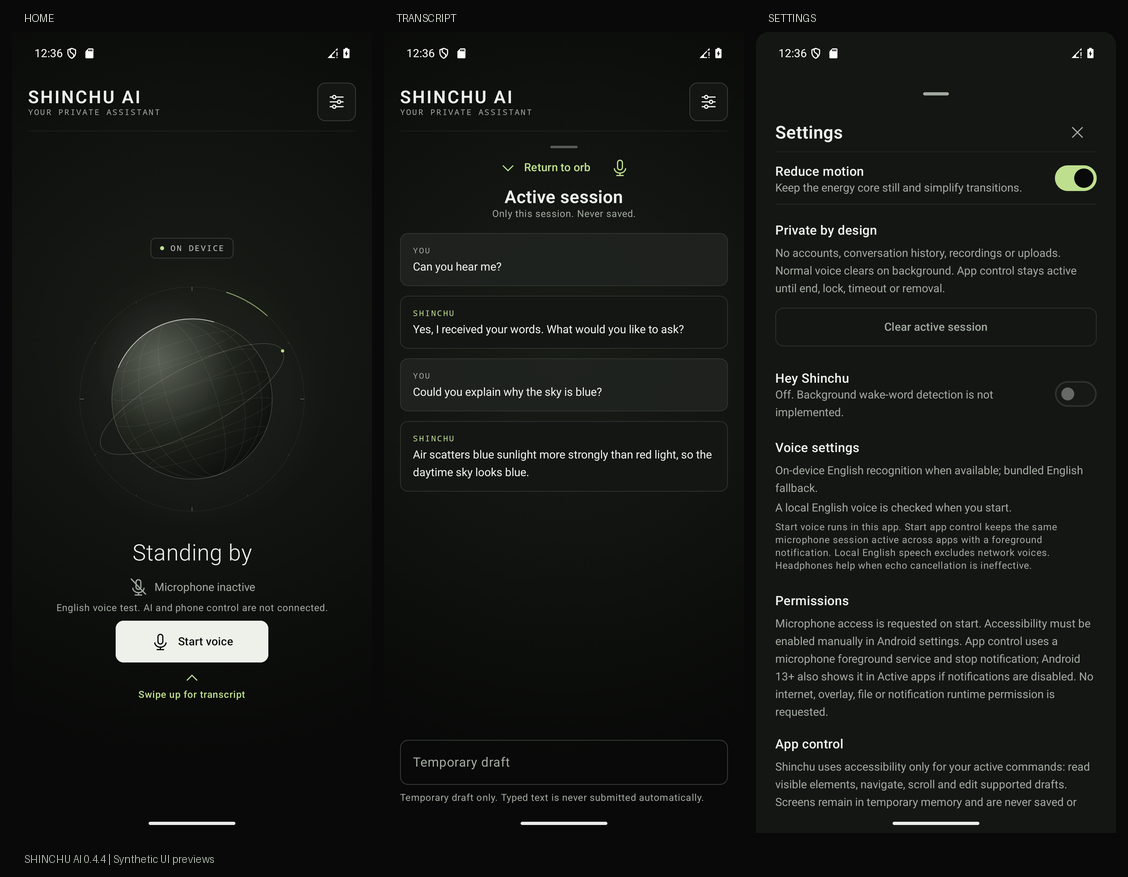 HOME
12:36
SHINCHU AI
YOUR PRIVATE ASSISTANT
ON DEVICE
Standing by
Microphone inactive
English voice test. AI and phone control are not connected.
Start voice
Swipe up for transcript
TRANSCRIPT
12:36
SHINCHU AI
YOUR PRIVATE ASSISTANT
Return to orb
Active session
Only this session. Never saved.
YOU
Can you hear me?
SHINCHU
Yes, I received your words. What would you like to ask?
YOU
Could you explain why the sky is blue?
SHINCHU
Air scatters blue sunlight more strongly than red light, so the
daytime sky looks blue.
Temporary draft
Temporary draft only. Typed text is never submitted automatically.
SETTINGS
12:36
Settings
Reduce motion
Keep the energy core still and simplify transitions.
Private by design
No accounts, conversation history, recordings or uploads.
Normal voice clears on background. App control stays active
until end, lock, timeout or removal.
Clear active session
Hey Shinchu
Off. Background wake-word detection is not
implemented.
Voice settings
On-device English recognition when available; bundled English
fallback.
A local English voice is checked when you start.
Start voice runs in this app. Start app control keeps the same
microphone session active across apps with a foreground
notification. Local English speech excludes network voices.
Headphones help when echo cancellation is ineffective.
Permissions
Microphone access is requested on start. Accessibility must be
enabled manually in Android settings. App control uses a
microphone foreground service and stop notification; Android
13+ also shows it in Active apps if notifications are disabled. No
internet, overlay, file or notification runtime permission is
requested.
App control
Shinchu uses accessibility only for your active commands: read
visible elements, navigate, scroll and edit supported drafts.
Screens remain in temporary memory and are never saved or
SHINCHU AI 0.4.4 | Synthetic UI previews